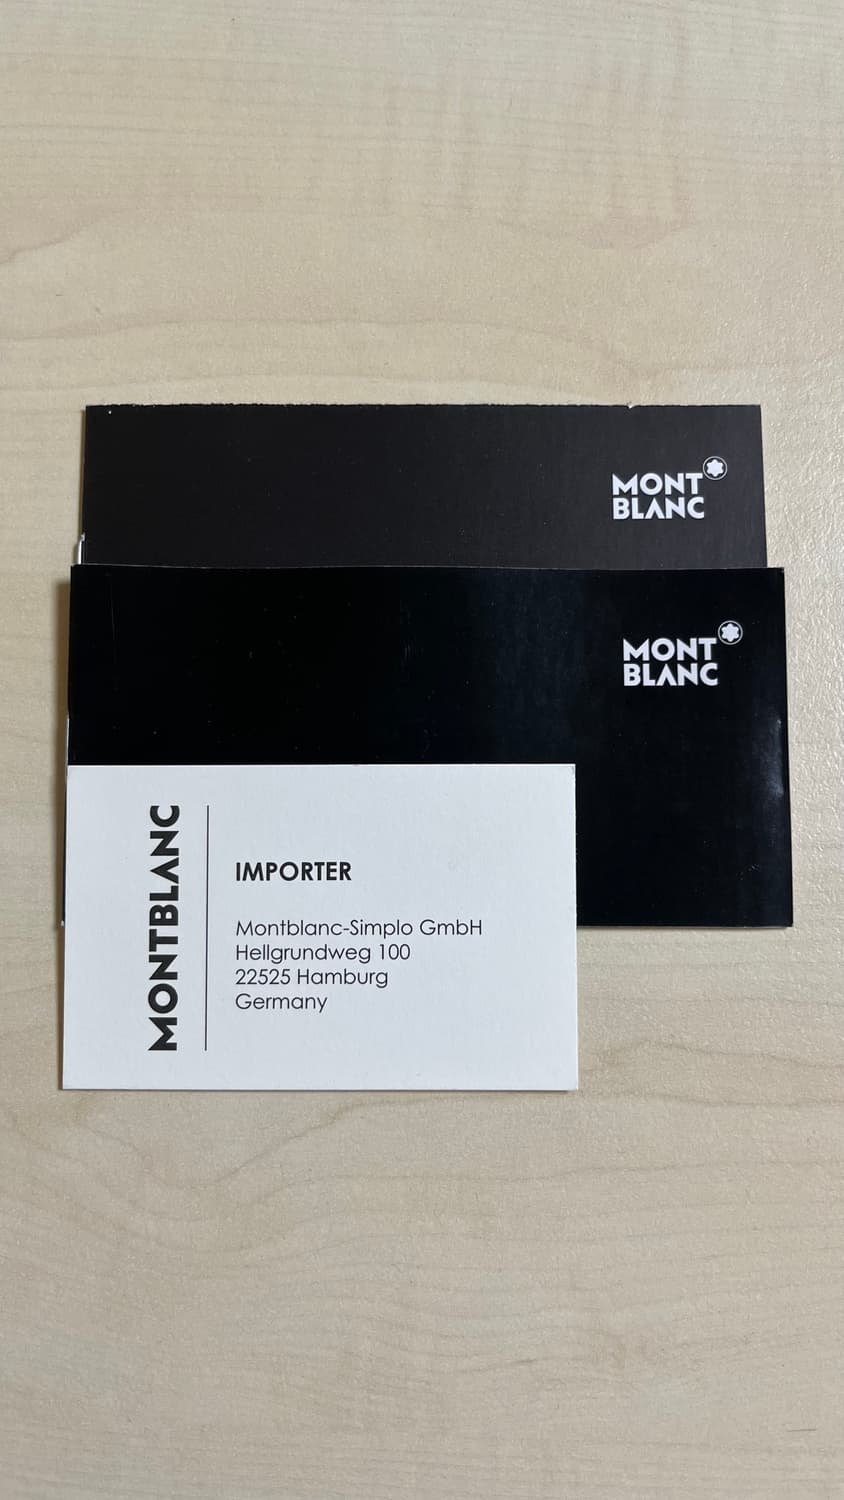 MONT
BLANC
MONT
BLANC
MONTBLANC
IMPORTER
Montblanc-Simplo GmbH
Hellgrundweg 100
22525 Hamburg
Germany